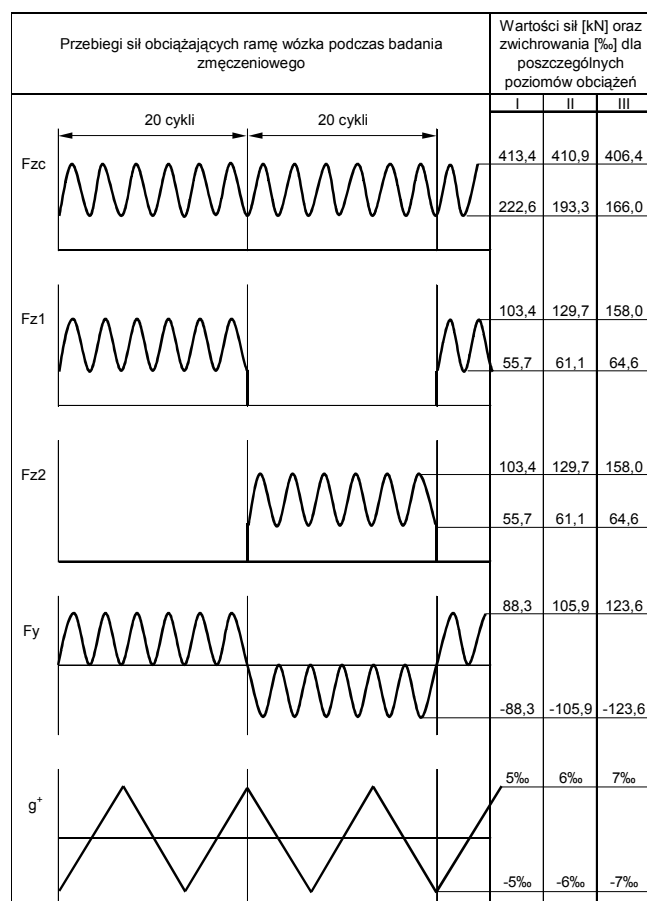 Przebiegi sił obciążających ramę wózka podczas badania
zmęczeniowego
Wartości sił [kN] oraz
zwichrowania [‰] dla
poszczególnych
poziomów obciążeń
I II III
20 cykli 20 cykli
Fzc
413,4 410,9 406,4
222,6 193,3 166,0
Fz1
103,4 129,7 158,0
55,7 61,1 64,6
Fz2
103,4 129,7 158,0
55,7 61,1 64,6
Fy
88,3 105,9 123,6
-88,3 -105,9 -123,6
g+
5‰ 6‰ 7‰
-5‰ -6‰ -7‰